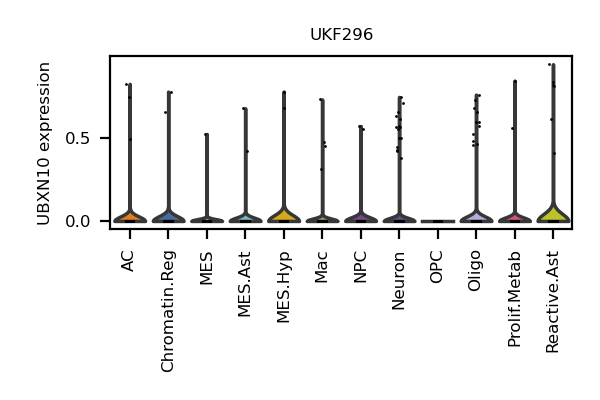 UKF296
UBXN10 expression
0.5
0.0
AC
Chromatin.Reg
MES
MES.Ast
MES.Hyp
Mac
NPC
Neuron
OPC
Oligo
Prolif.Metab
Reactive.Ast